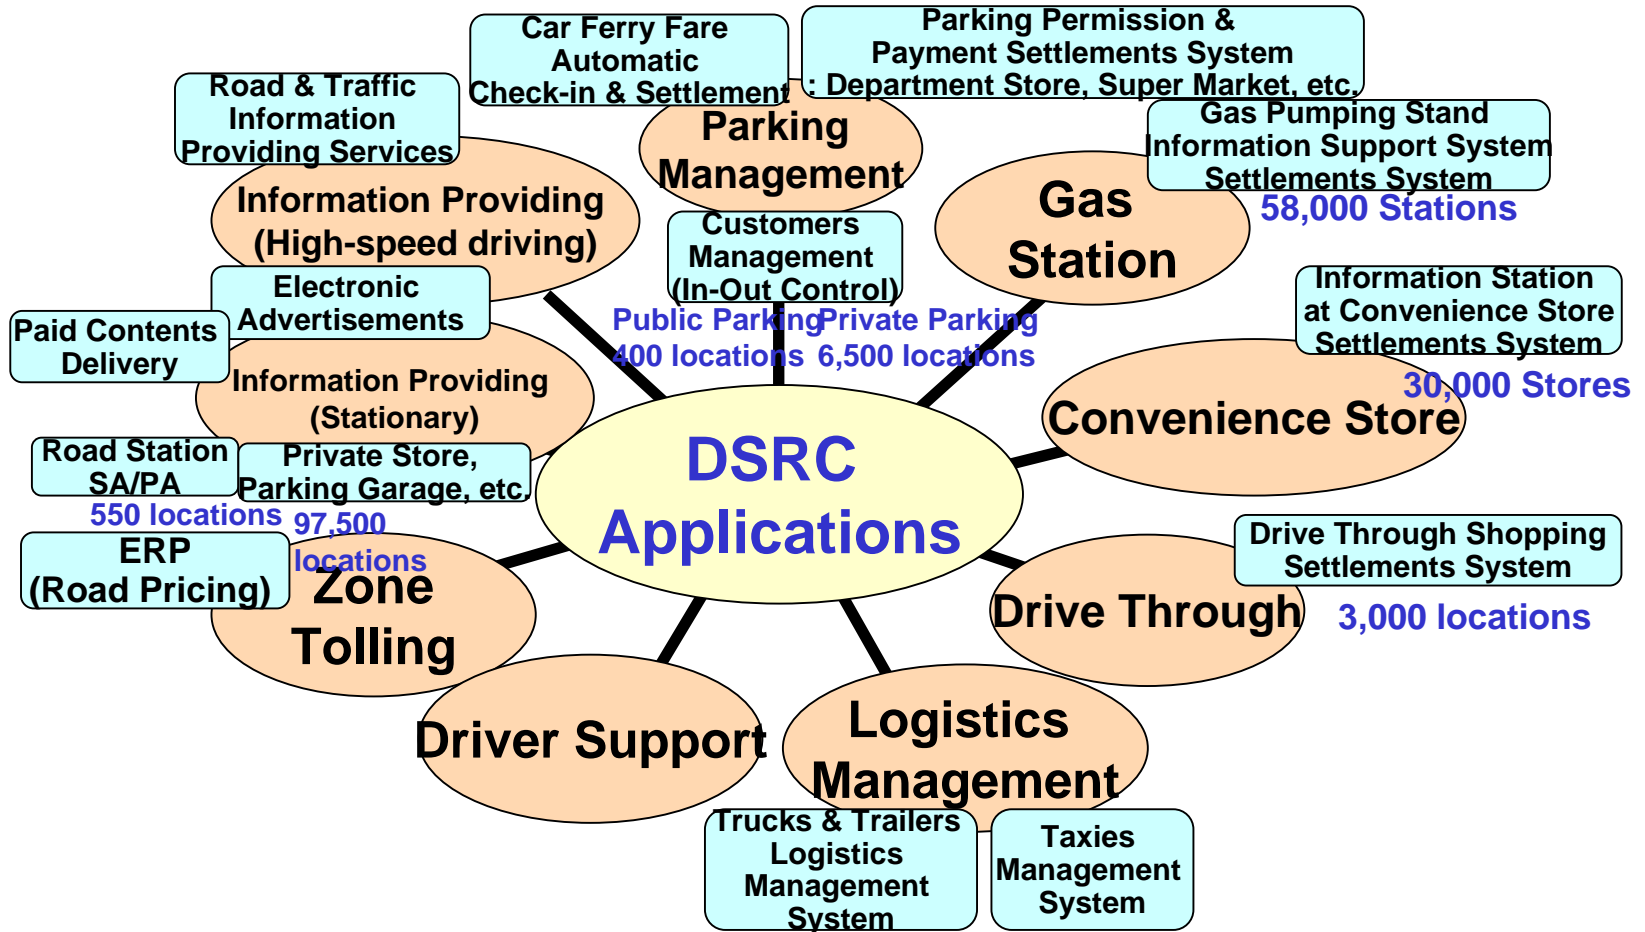 Car Ferry Fare
Automatic
Check-in & Settlement
Parking Permission &
Payment Settlements System
: Department Store, Super Market, etc.
Road & Traffic
Information
Providing Services
Parking
Management
Gas Pumping Stand
Information Support System
Settlements System
58,000 Stations
Information Providing
(High-speed driving)
Gas
Station
Customers
Management
(In-Out Control)
Electronic
Advertisements
Public Parking
400 locations
Private Parking
6,500 locations
Information Station
at Convenience Store
Settlements System
30,000 Stores
Paid Contents
Delivery
Information Providing
(Stationary)
Convenience Store
DSRC
Applications
Road Station
SA/PA
550 locations
Private Store,
Parking Garage, etc.
97,500
locations
ERP
(Road Pricing)
Zone
Tolling
Drive Through Shopping
Settlements System
Drive Through
3,000 locations
Driver Support
Logistics
Management
Trucks & Trailers
Logistics
Management
System
Taxies
Management
System